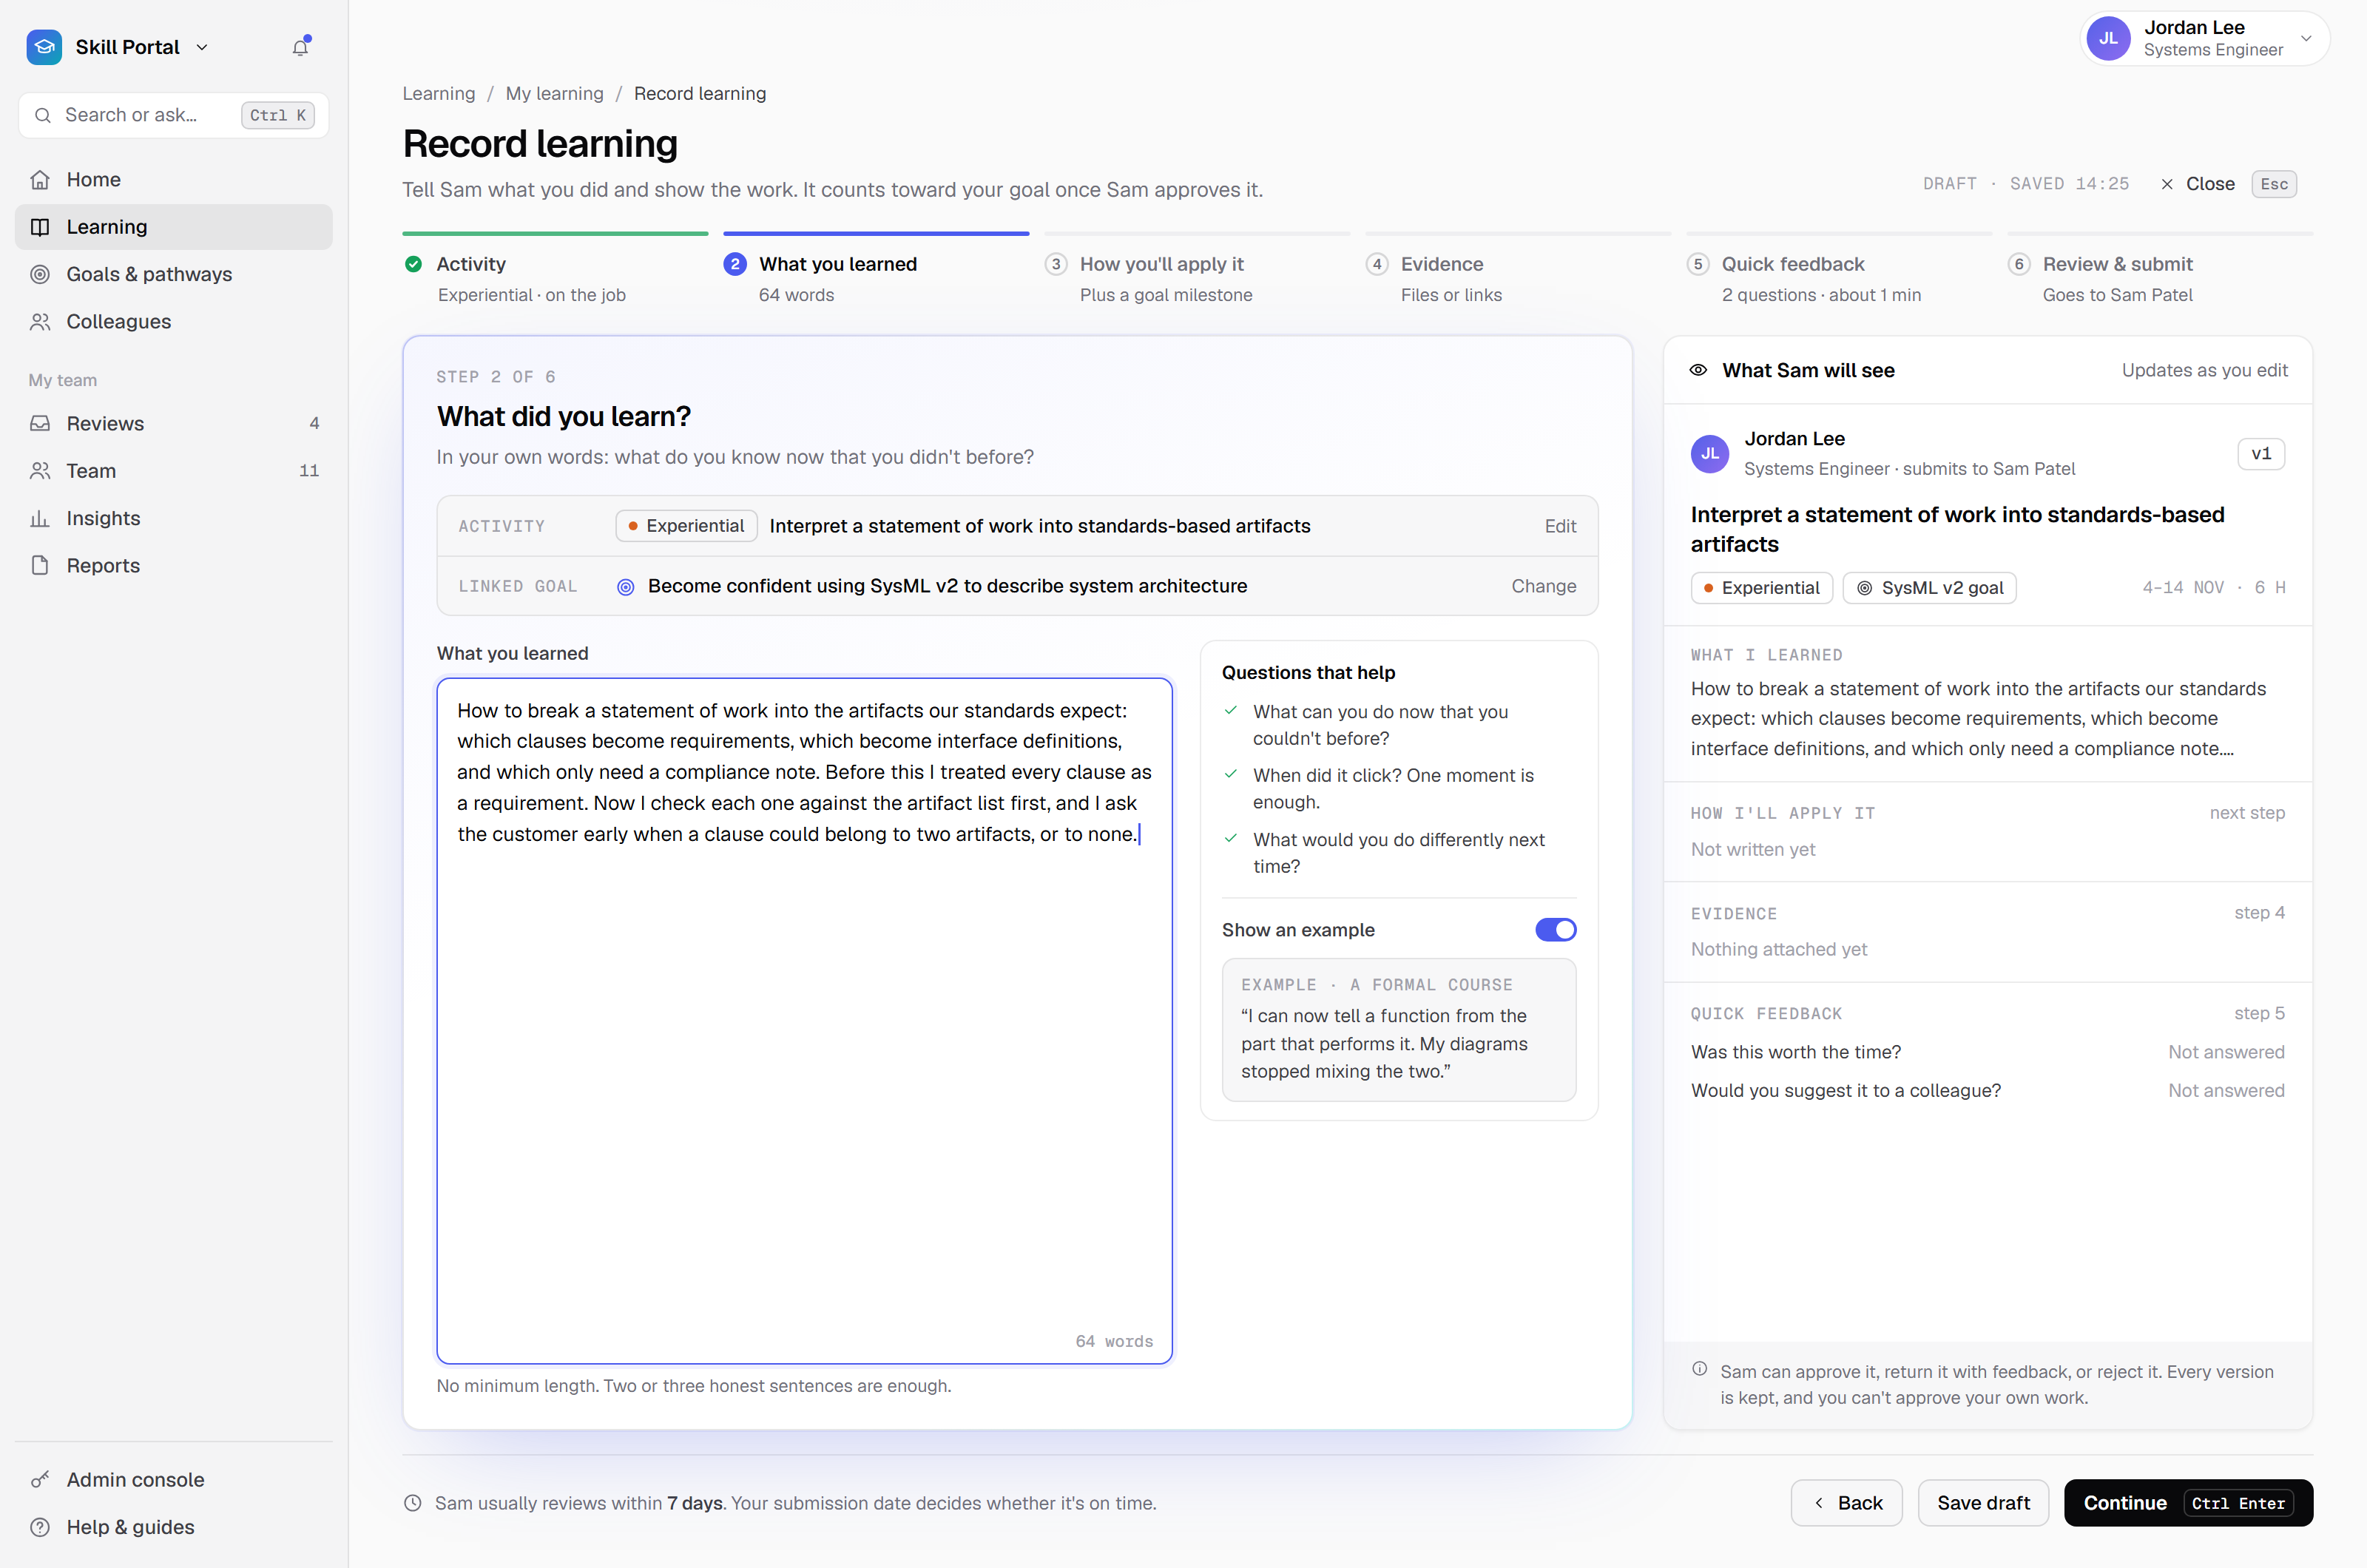 Skill Portal
Search or ask...
Ctrl K
Home
Learning
Goals & pathways
Colleagues
My team
Reviews 4
Team 11
Insights
Reports
Admin console
Help & guides
JL
Jordan Lee
Systems Engineer
Learning / My learning / Record learning
Record learning
Tell Sam what you did and show the work. It counts toward your goal once Sam approves it.
DRAFT · SAVED 14:25
Close
Esc
Activity
Experiential · on the job
2 What you learned
64 words
3 How you'll apply it
Plus a goal milestone
4 Evidence
Files or links
5 Quick feedback
2 questions · about 1 min
6 Review & submit
Goes to Sam Patel
STEP 2 OF 6
What did you learn?
In your own words: what do you know now that you didn't before?
ACTIVITY
Experiential
Interpret a statement of work into standards-based artifacts
Edit
LINKED GOAL
Become confident using SysML v2 to describe system architecture
Change
What you learned
How to break a statement of work into the artifacts our standards expect:
which clauses become requirements, which become interface definitions,
and which only need a compliance note. Before this I treated every clause as
a requirement. Now I check each one against the artifact list first, and I ask
the customer early when a clause could belong to two artifacts, or to none.
64 words
No minimum length. Two or three honest sentences are enough.
Questions that help
What can you do now that you
couldn't before?
When did it click? One moment is
enough.
What would you do differently next
time?
Show an example
EXAMPLE · A FORMAL COURSE
“I can now tell a function from the
part that performs it. My diagrams
stopped mixing the two.”
What Sam will see
Updates as you edit
JL
Jordan Lee
Systems Engineer · submits to Sam Patel
v1
Interpret a statement of work into standards-based
artifacts
Experiential
SysML v2 goal
4–14 NOV · 6 H
WHAT I LEARNED
How to break a statement of work into the artifacts our standards
expect: which clauses become requirements, which become
interface definitions, and which only need a compliance note....
HOW I'LL APPLY IT
next step
Not written yet
EVIDENCE
step 4
Nothing attached yet
QUICK FEEDBACK
step 5
Was this worth the time?
Not answered
Would you suggest it to a colleague?
Not answered
Sam can approve it, return it with feedback, or reject it. Every version
is kept, and you can't approve your own work.
Sam usually reviews within 7 days. Your submission date decides whether it's on time.
Back
Save draft
Continue
Ctrl Enter